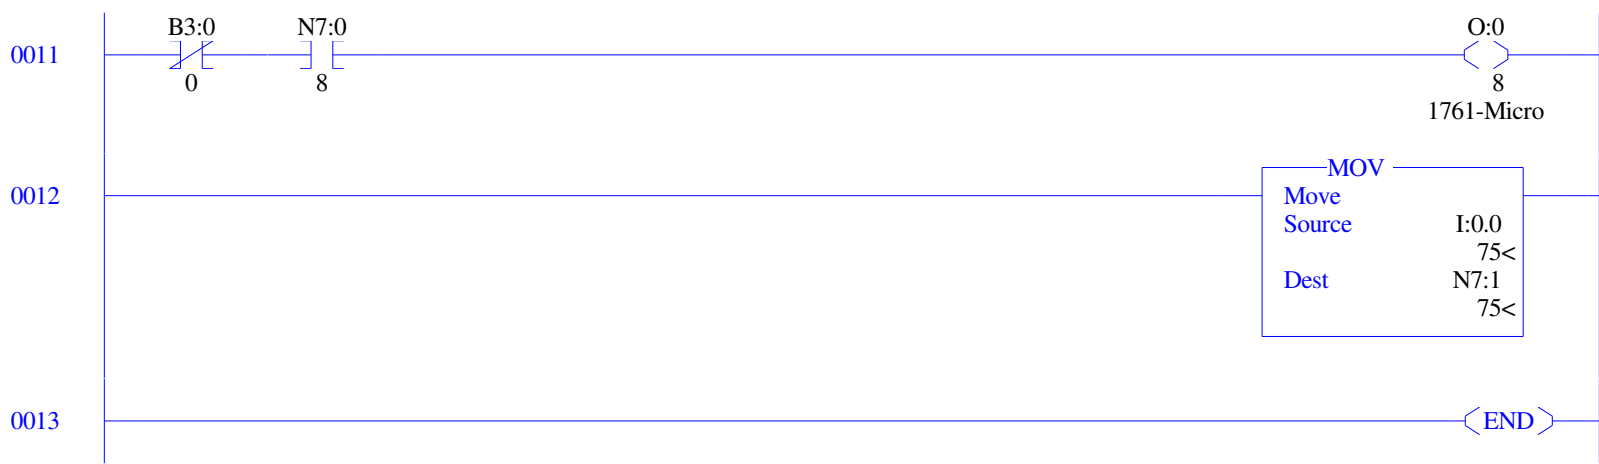 B3:0 N7:0 O:0
0011
0 8 8
1761-Micro
MOV
0012 Move
Source I:0.0
75<
Dest N7:1
75<
0013 END